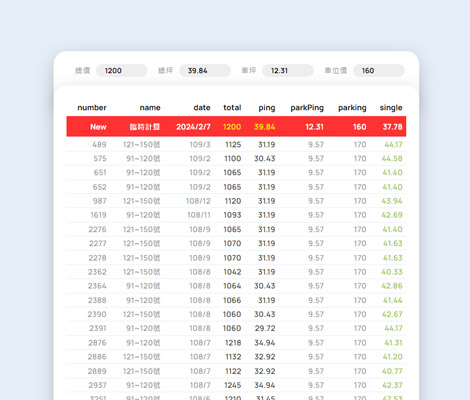 總價 1200 總坪 39.84 車坪 12.31 車位價 160
number name date total ping parkPing parking single
New 臨時計算 2024/2/7 1200 39.84 12.31 160 37.78
489 121~150號 109/3 1125 31.19 9.57 170 44.17
575 91~120號 109/2 1100 30.43 9.57 170 44.58
651 91~120號 109/2 1065 31.19 9.57 170 41.40
652 91~120號 109/2 1065 31.19 9.57 170 41.40
987 121~150號 108/12 1120 31.19 9.57 170 43.94
1619 91~120號 108/11 1093 31.19 9.57 170 42.69
2276 121~150號 108/9 1065 31.19 9.57 170 41.40
2277 121~150號 108/9 1070 31.19 9.57 170 41.63
2278 121~150號 108/9 1070 31.19 9.57 170 41.63
2362 121~150號 108/8 1042 31.19 9.57 170 40.33
2364 91~120號 108/8 1064 30.43 9.57 170 42.86
2388 121~150號 108/8 1066 31.19 9.57 170 41.44
2390 121~150號 108/8 1060 30.43 9.57 170 42.67
2391 91~120號 108/8 1060 29.72 9.57 170 44.17
2876 91~120號 108/7 1218 34.94 9.57 170 41.31
2886 121~150號 108/7 1132 32.92 9.57 170 41.20
2889 121~150號 108/7 1122 32.92 9.57 170 40.77
2937 91~120號 108/7 1245 34.94 9.57 170 42.37
3251 91~120號 108/6 1210 31.45 9.57 170 47.53